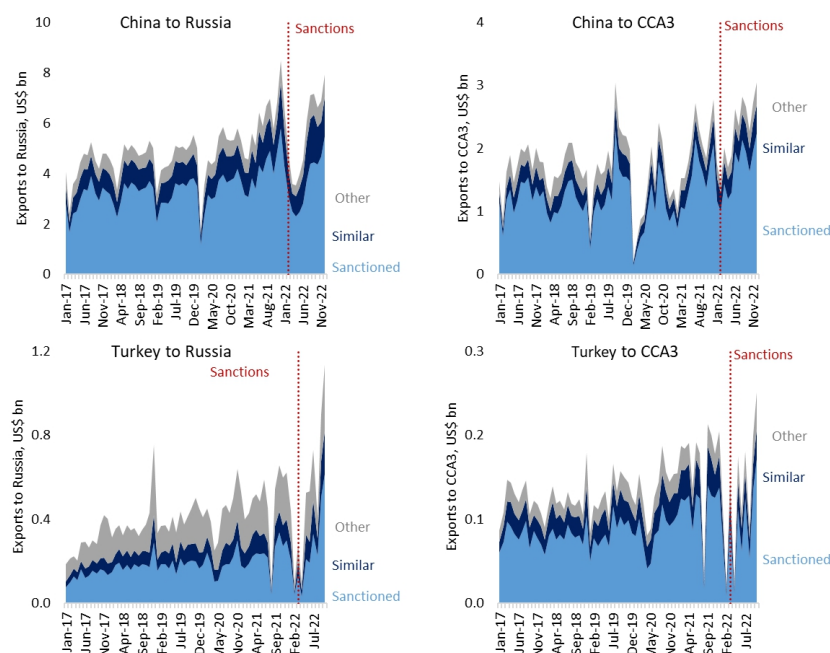 China to Russia
Exports to Russia, US$ bn
10
8
6
4
2
0
Sanctions
Other
Similar
Sanctioned
Jan-17
Jun-17
Nov-17
Apr-18
Sep-18
Feb-19
Jul-19
Dec-19
May-20
Oct-20
Mar-21
Aug-21
Jan-22
Jun-22
Nov-22
China to CCA3
Exports to CCA3, US$ bn
4
3
2
1
0
Sanctions
Other
Similar
Sanctioned
Jan-17
Jun-17
Nov-17
Apr-18
Sep-18
Feb-19
Jul-19
Dec-19
May-20
Oct-20
Mar-21
Aug-21
Jan-22
Jun-22
Nov-22
Turkey to Russia
Exports to Russia, US$ bn
1.2
0.8
0.4
0.0
Sanctions
Other
Similar
Sanctioned
Jan-17
Jun-17
Nov-17
Apr-18
Sep-18
Feb-19
Jul-19
Dec-19
May-20
Nov-20
Apr-21
Sep-21
Feb-22
Jul-22
Turkey to CCA3
Exports to CCA3, US$ bn
0.3
0.2
0.1
0.0
Sanctions
Other
Similar
Sanctioned
Jan-17
Jun-17
Nov-17
Apr-18
Sep-18
Feb-19
Jul-19
Dec-19
May-20
Nov-20
Apr-21
Sep-21
Feb-22
Jul-22